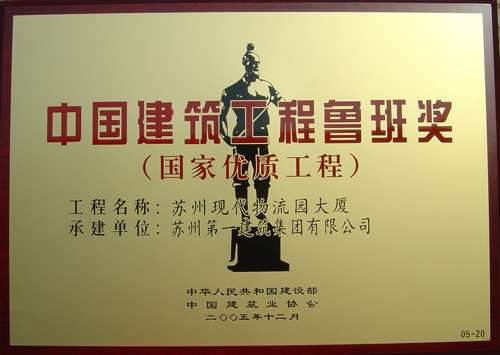 中国建筑工程鲁班奖
（国家优质工程）
工程名称：苏州现代物流园大厦
承建单位：苏州第一建筑集团有限公司
中华人民共和国建设部
中国建筑业协会
二〇〇五年十二月
05-20